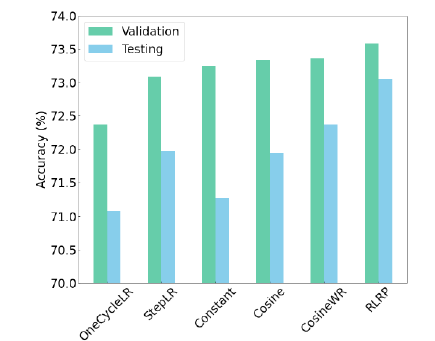 74.0
73.5
73.0
72.5
72.0
71.5
71.0
70.5
70.0
Accuracy (%)
Validation
Testing
OneCycleLR
StepLR
Constant
Cosine
CosineWR
RLRP